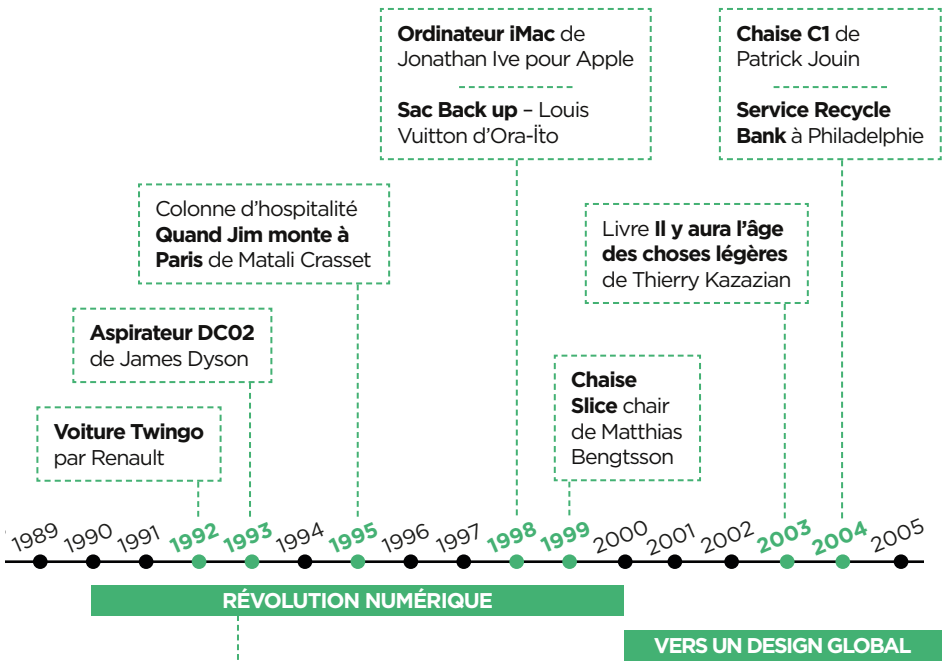 Ordinateur iMac de
Jonathan Ive pour Apple
Sac Back up – Louis
Vuitton d'Ora-Ïto
Chaise C1 de
Patrick Jouin
Service Recycle
Bank à Philadelphie
Colonne d'hospitalité
Quand Jim monte à
Paris de Matali Crasset
Livre Il y aura l'âge
des choses légères
de Thierry Kazazian
Aspirateur DC02
de James Dyson
Chaise
Slice chair
de Matthias
Bengtsson
Voiture Twingo
par Renault
1989 1990 1991 1992 1993 1994 1995 1996 1997 1998 1999 2000 2001 2002 2003 2004 2005
RÉVOLUTION NUMÉRIQUE
VERS UN DESIGN GLOBAL